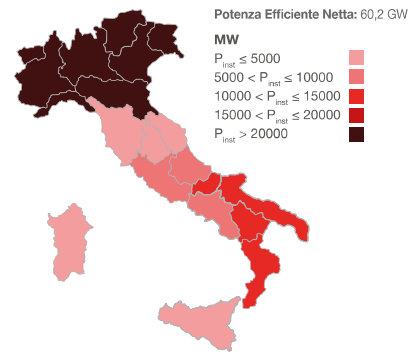 Potenza Efficiente Netta: 60,2 GW
MW
Pinst ≤ 5000
5000 < Pinst ≤ 10000
10000 < Pinst ≤ 15000
15000 < Pinst ≤ 20000
Pinst > 20000